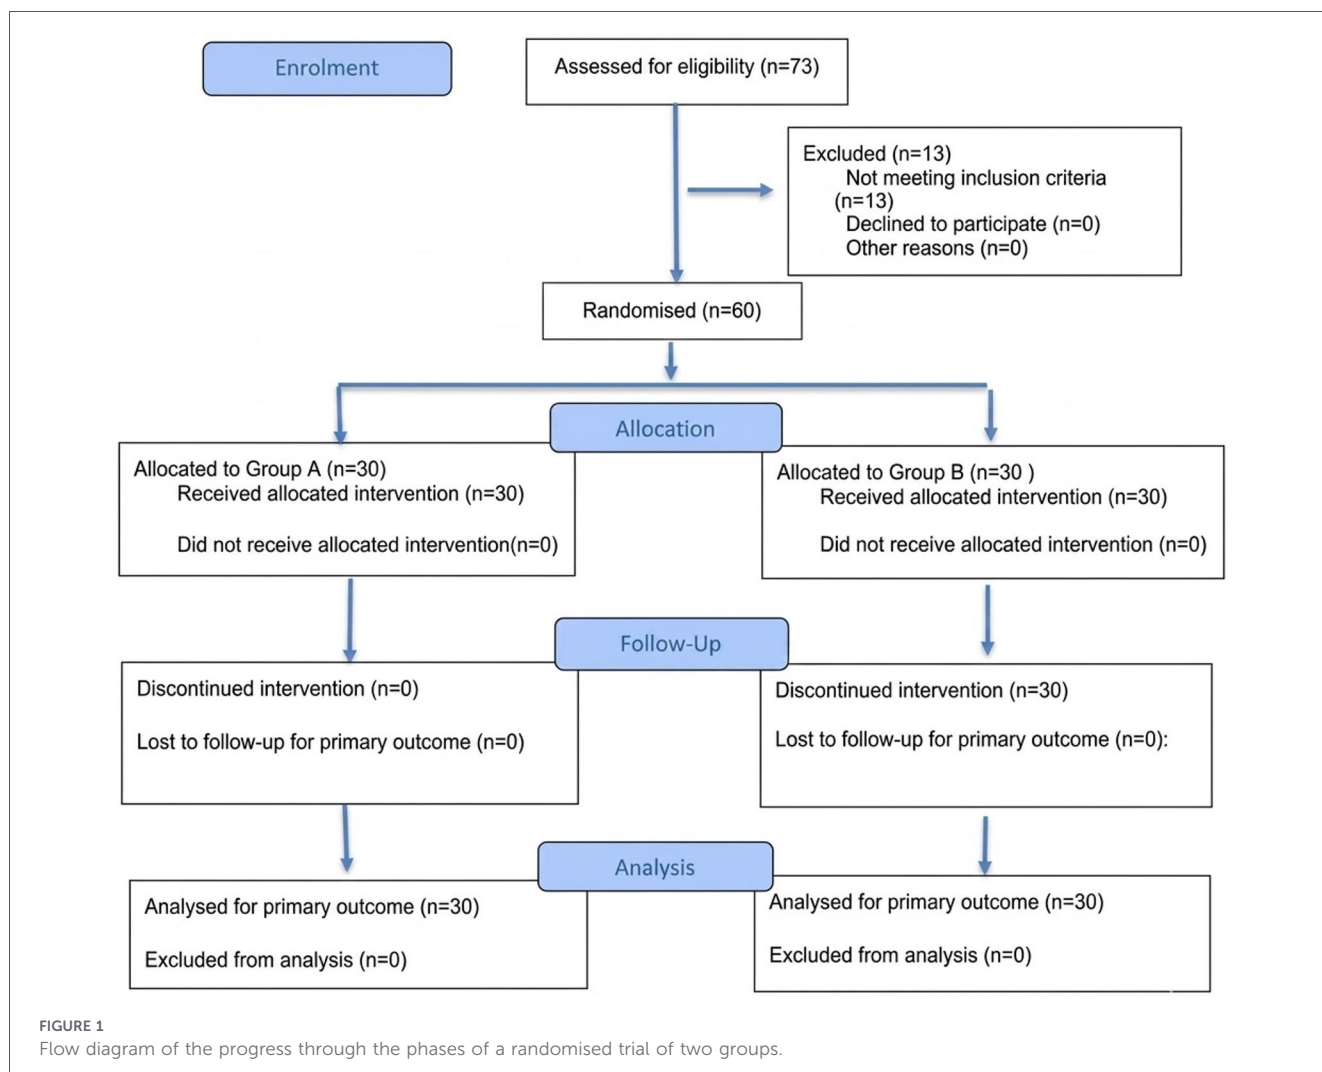 Enrolment
Assessed for eligibility (n=73)
Excluded (n=13)
Not meeting inclusion criteria
(n=13)
Declined to participate (n=0)
Other reasons (n=0)
Randomised (n=60)
Allocation
Allocated to Group A (n=30)
Received allocated intervention (n=30)
Did not receive allocated intervention(n=0)
Allocated to Group B (n=30 )
Received allocated intervention (n=30)
Did not receive allocated intervention (n=0)
Follow-Up
Discontinued intervention (n=0)
Lost to follow-up for primary outcome (n=0)
Discontinued intervention (n=30)
Lost to follow-up for primary outcome (n=0):
Analysis
Analysed for primary outcome (n=30)
Excluded from analysis (n=0)
Analysed for primary outcome (n=30)
Excluded from analysis (n=0)
FIGURE 1
Flow diagram of the progress through the phases of a randomised trial of two groups.